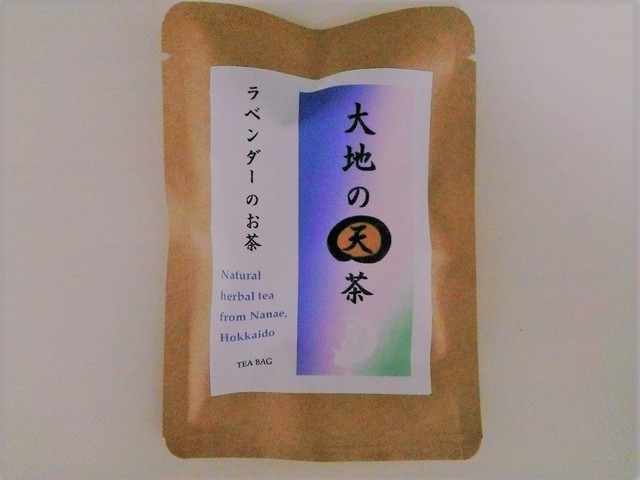 大地の天茶
ラベンダーのお茶
Natural
herbal tea
from Nanae,
Hokkaido
TEA BAG